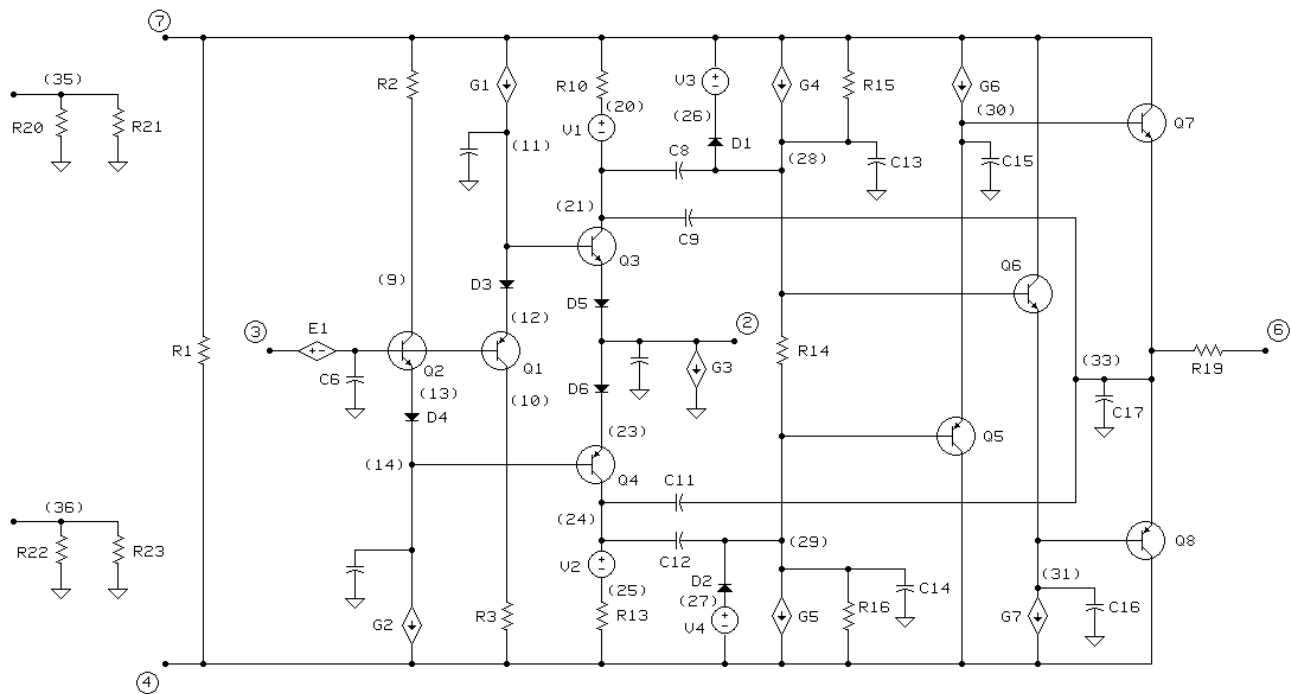 7
(35)
R20
R21
R2
G1
R10
(20)
V1
V3
(26)
D1
G4
R15
G6
(30)
Q7
(11)
C8
(28)
C13
C15
(21)
C9
Q3
Q6
(9)
D3
D5
(12)
3
E1
2
6
R1
C6
Q2
Q1
R14
(33)
R19
(13)
(10)
D6
G3
C17
D4
(23)
Q5
(14)
Q4
C11
(36)
R22
R23
(24)
C12
(29)
Q8
V2
(25)
D2
(27)
C14
(31)
G2
R3
R13
V4
G5
R16
G7
C16
4